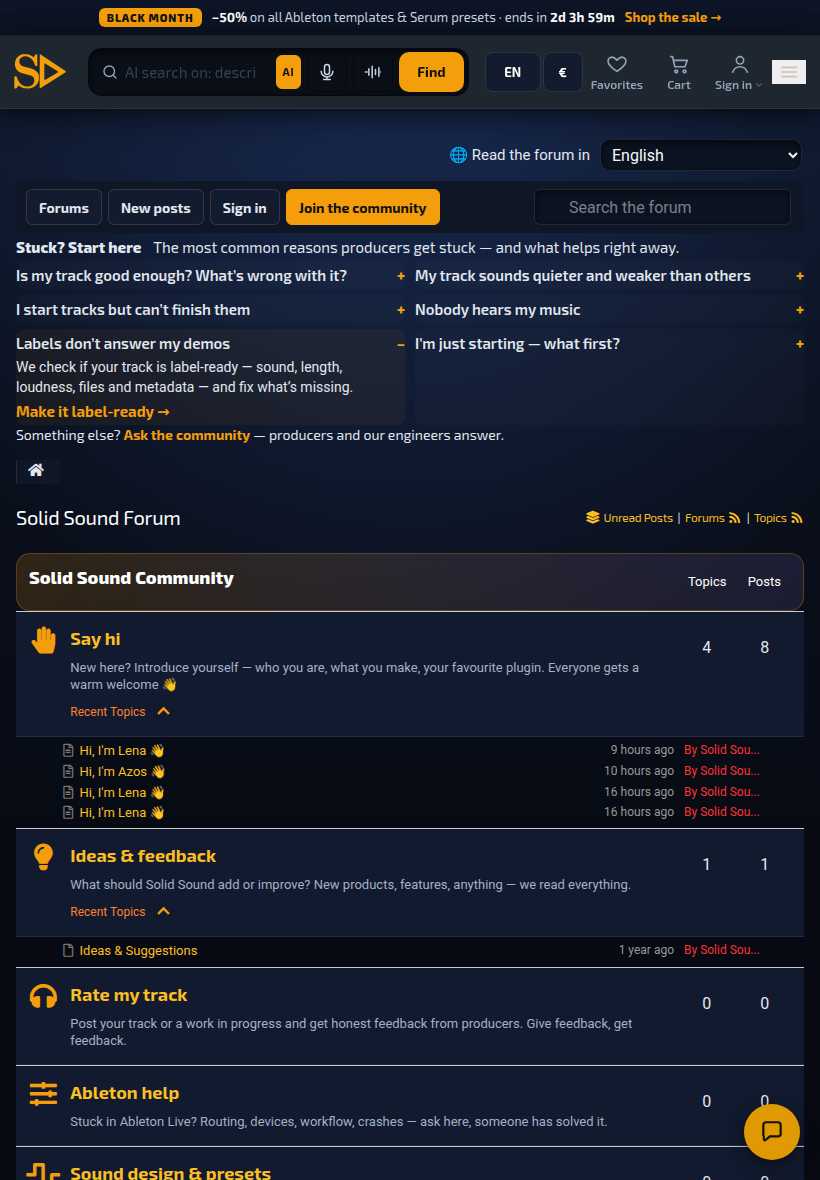 BLACK MONTH −50% on all Ableton templates & Serum presets · ends in 2d 3h 59m Shop the sale →
AI search on: descri AI Find EN € Favorites Cart Sign in
🌐 Read the forum in English
Forums New posts Sign in Join the community Search the forum
Stuck? Start here The most common reasons producers get stuck — and what helps right away.
Is my track good enough? What's wrong with it? + My track sounds quieter and weaker than others +
I start tracks but can't finish them + Nobody hears my music +
Labels don't answer my demos − I'm just starting — what first? +
We check if your track is label-ready — sound, length,
loudness, files and metadata — and fix what's missing.
Make it label-ready →
Something else? Ask the community — producers and our engineers answer.
Solid Sound Forum Unread Posts | Forums | Topics
Solid Sound Community Topics Posts
Say hi 4 8
New here? Introduce yourself — who you are, what you make, your favourite plugin. Everyone gets a
warm welcome 👋
Recent Topics
Hi, I'm Lena 👋 9 hours ago By Solid Sou...
Hi, I'm Azos 👋 10 hours ago By Solid Sou...
Hi, I'm Lena 👋 16 hours ago By Solid Sou...
Hi, I'm Lena 👋 16 hours ago By Solid Sou...
Ideas & feedback 1 1
What should Solid Sound add or improve? New products, features, anything — we read everything.
Recent Topics
Ideas & Suggestions 1 year ago By Solid Sou...
Rate my track 0 0
Post your track or a work in progress and get honest feedback from producers. Give feedback, get
feedback.
Ableton help 0 0
Stuck in Ableton Live? Routing, devices, workflow, crashes — ask here, someone has solved it.
Sound design & presets